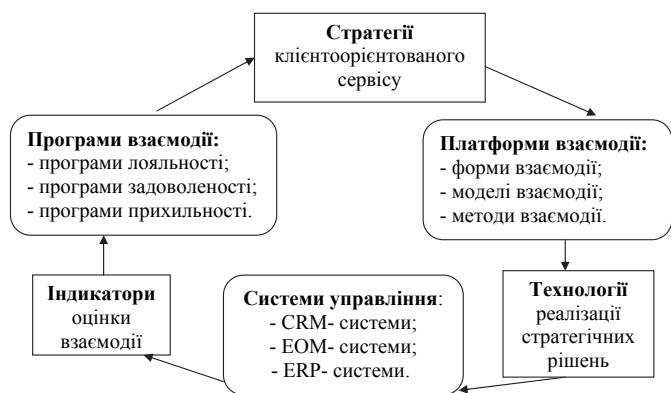 Стратегії
клієнтоорієнтованого
сервісу
Програми взаємодії:
- програми лояльності;
- програми задоволеності;
- програми прихильності.
Платформи взаємодії:
- форми взаємодії;
- моделі взаємодії;
- методи взаємодії.
Індикатори
оцінки
взаємодії
Системи управління:
- CRM- системи;
- EOM- системи;
- ERP- системи.
Технології
реалізації
стратегічних
рішень